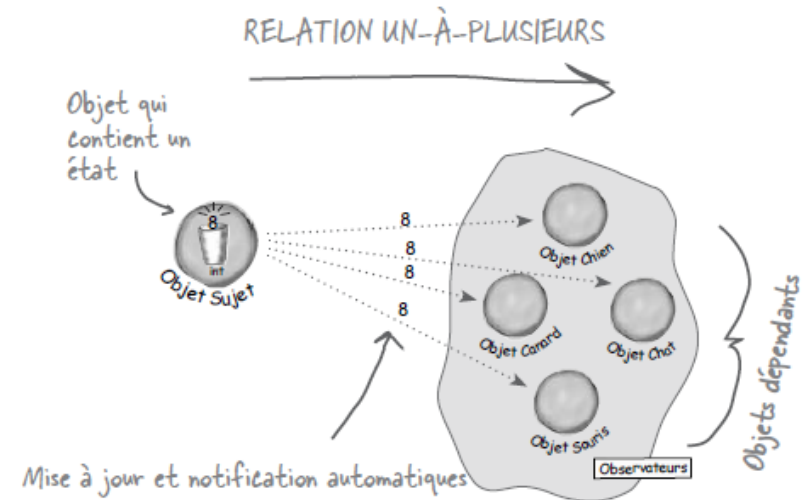 RELATION UN-À-PLUSIEURS
Objet qui
contient un
état
8
int
Objet Sujet
8
8
8
8
Objet Chien
Objet Canard
Objet Chat
Objet Souris
Observateurs
Objets dépendants
Mise à jour et notification automatiques